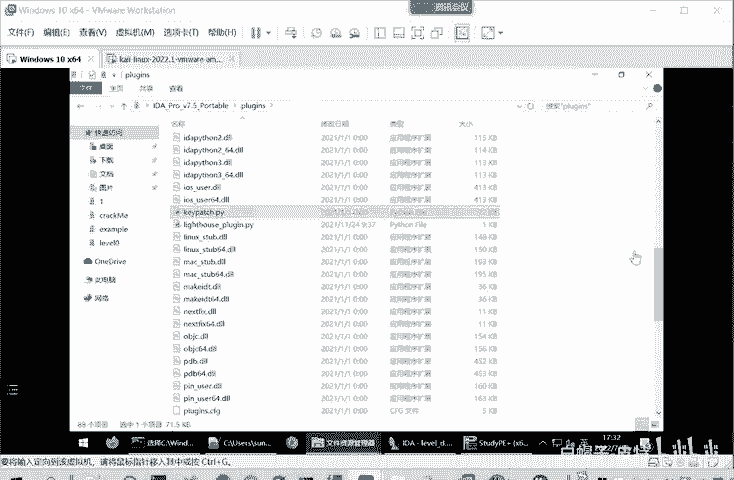 Windows 10 x64 - VMware Workstation
腾讯会议
文件(F) 编辑(E) 查看(V) 虚拟机(M) 选项卡(T) 帮助(H)
Windows 10 x64
kali-linux-2022.1-vmware-am...
plugins
文件 主页 共享 查看
IDA_Pro_v7.5_Portable plugins
搜索"plugins"
名称 修改日期 类型 大小
快速访问
桌面
下载
文档
图片
1
crackMe
example
level0
OneDrive
此电脑
网络
idapython2.dll 2021/1/1 0:00 应用程序扩展 115 KB
idapython2_64.dll 2021/1/1 0:00 应用程序扩展 114 KB
idapython3.dll 2021/1/1 0:00 应用程序扩展 113 KB
idapython3_64.dll 2021/1/1 0:00 应用程序扩展 113 KB
ios_user.dll 2021/1/1 0:00 应用程序扩展 413 KB
ios_user64.dll 2021/1/1 0:00 应用程序扩展 413 KB
keypatch.py Python File
lighthouse_plugin.py 2021/11/24 9:37 Python File 1 KB
linux_stub.dll 2021/1/1 0:00 应用程序扩展
linux_stub64.dll 2021/1/1 0:00 应用程序扩展
mac_stub.dll 2021/1/1 0:00 应用程序扩展
mac_stub64.dll 2021/1/1 0:00 应用程序扩展
makeidt.dll 2021/1/1 0:00 应用程序扩展 36 KB
makeidt64.dll 2021/1/1 0:00 应用程序扩展 36 KB
nextfix.dll 2021/1/1 0:00 应用程序扩展 11 KB
nextfix64.dll 2021/1/1 0:00 应用程序扩展 11 KB
objc.dll 2021/1/1 0:00 应用程序扩展 154 KB
objc64.dll 2021/1/1 0:00 应用程序扩展 156 KB
pdb.dll 2021/1/1 0:00 应用程序扩展 452 KB
pdb64.dll 2021/1/1 0:00 应用程序扩展 453 KB
pin_user.dll 2021/1/1 0:00 应用程序扩展 160 KB
pin_user64.dll 2021/1/1 0:00 应用程序扩展 163 KB
plugins.cfg 2021/1/1 0:00 CFG 文件 5 KB
88 个项目 选中 1 个项目 71.5 KB
选择C:\Wind... C:\Users\sun... 文件资源管理器 IDA - level_d... StudyPE+ (x6... 17:32
要将输入定向到该虚拟机，请将鼠标指针移入其中或按 Ctrl+G。